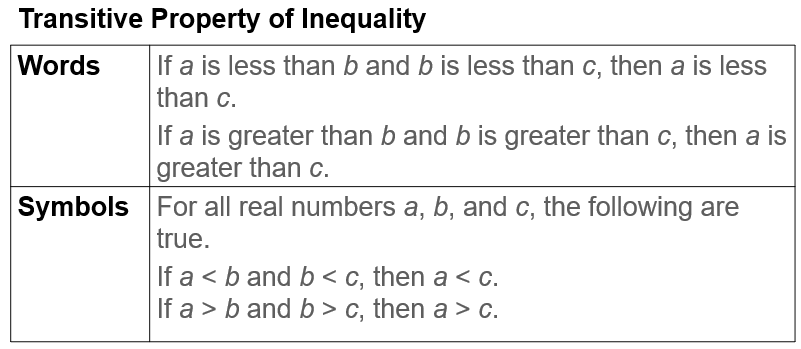 Transitive Property of Inequality
Words
If a is less than b and b is less than c, then a is less
than c.
If a is greater than b and b is greater than c, then a is
greater than c.
Symbols
For all real numbers a, b, and c, the following are
true.
If a < b and b < c, then a < c.
If a > b and b > c, then a > c.